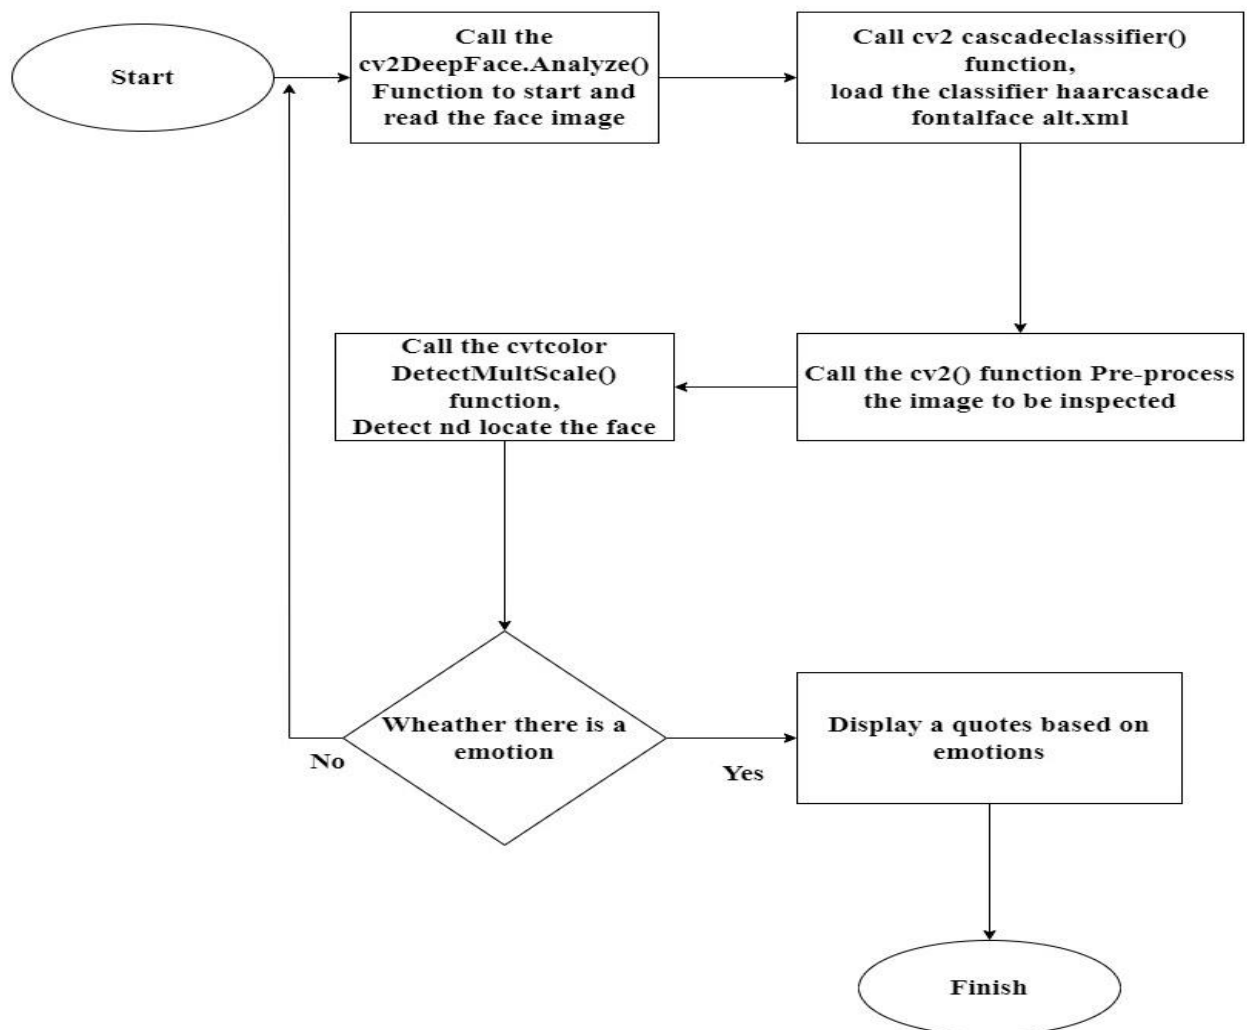 Start
Call the
cv2DeepFace.Analyze()
Function to start and
read the face image
Call cv2 cascadeclassifier()
function,
load the classifier haarcascade
fontalface alt.xml
Call the cvtcolor
DetectMultScale()
function,
Detect nd locate the face
Call the cv2() function Pre-process
the image to be inspected
Wheather there is a
emotion
No
Yes
Display a quotes based on
emotions
Finish